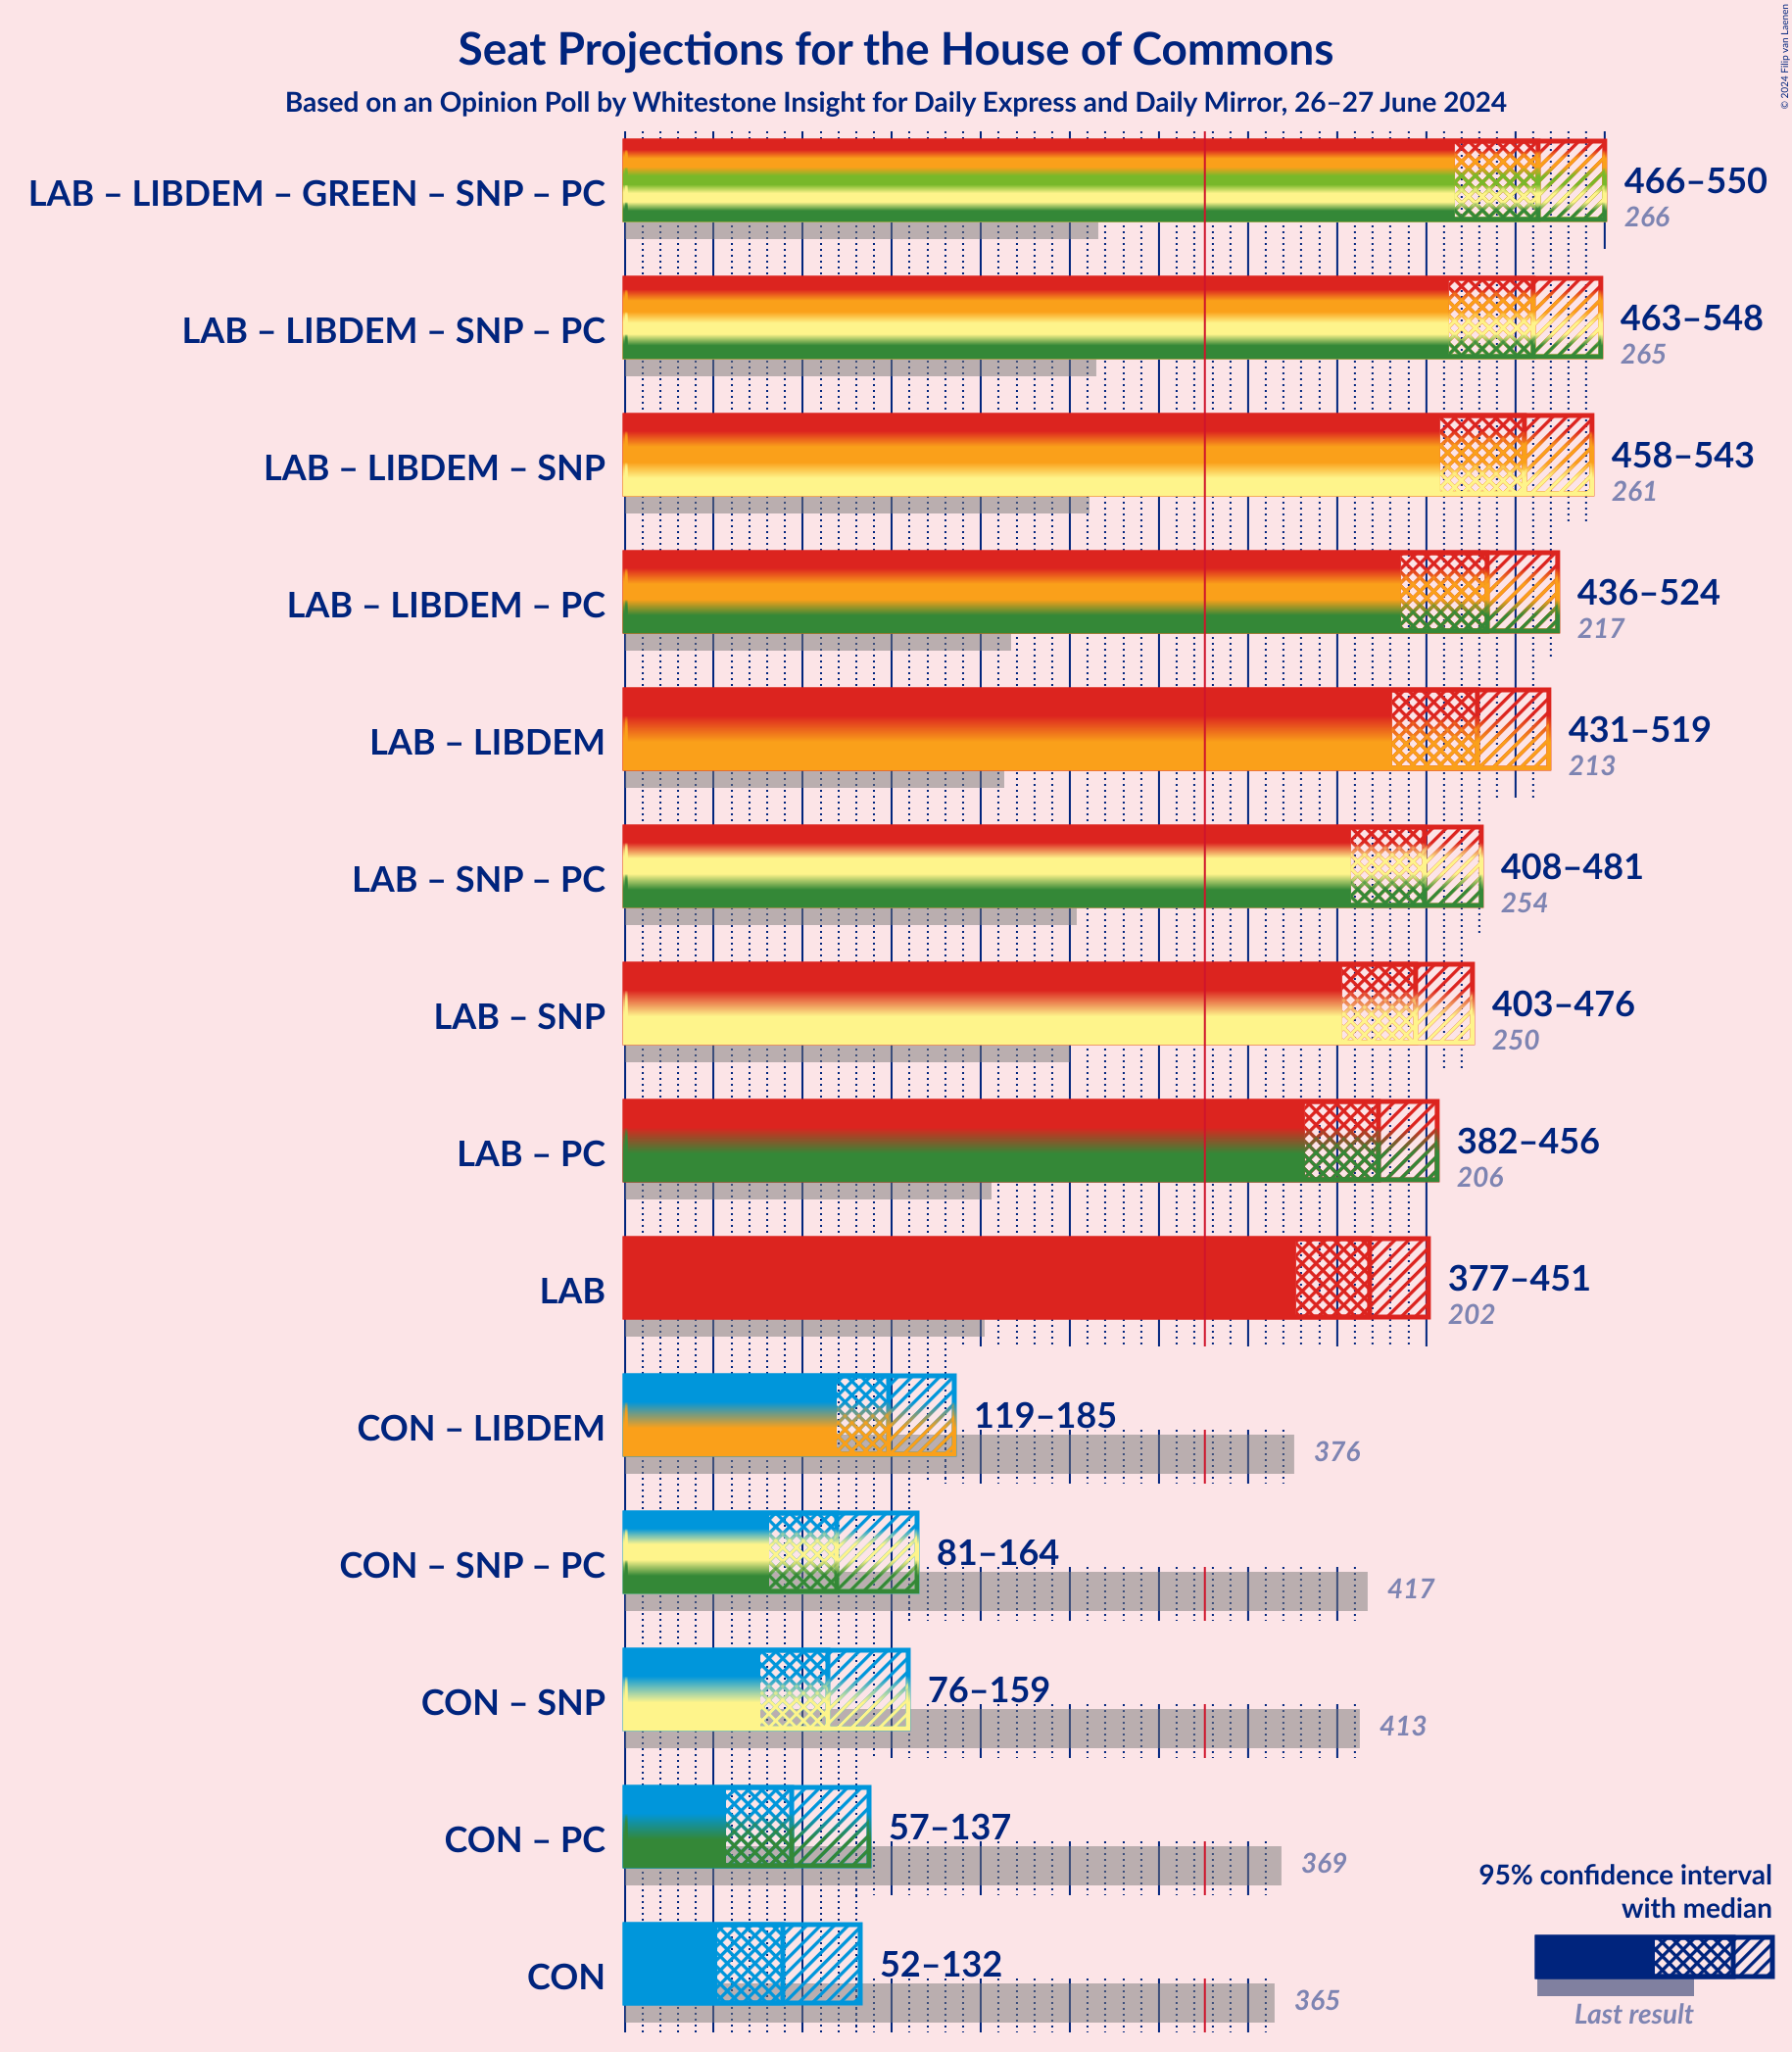 Seat Projections for the House of Commons
Based on an Opinion Poll by Whitestone Insight for Daily Express and Daily Mirror, 26–27 June 2024
© 2024 Filip van Laenen
LAB – LIBDEM – GREEN – SNP – PC
466–550
266
LAB – LIBDEM – SNP – PC
463–548
265
LAB – LIBDEM – SNP
458–543
261
LAB – LIBDEM – PC
436–524
217
LAB – LIBDEM
431–519
213
LAB – SNP – PC
408–481
254
LAB – SNP
403–476
250
LAB – PC
382–456
206
LAB
377–451
202
CON – LIBDEM
119–185
376
CON – SNP – PC
81–164
417
CON – SNP
76–159
413
CON – PC
57–137
369
CON
52–132
365
95% confidence interval
with median
Last result